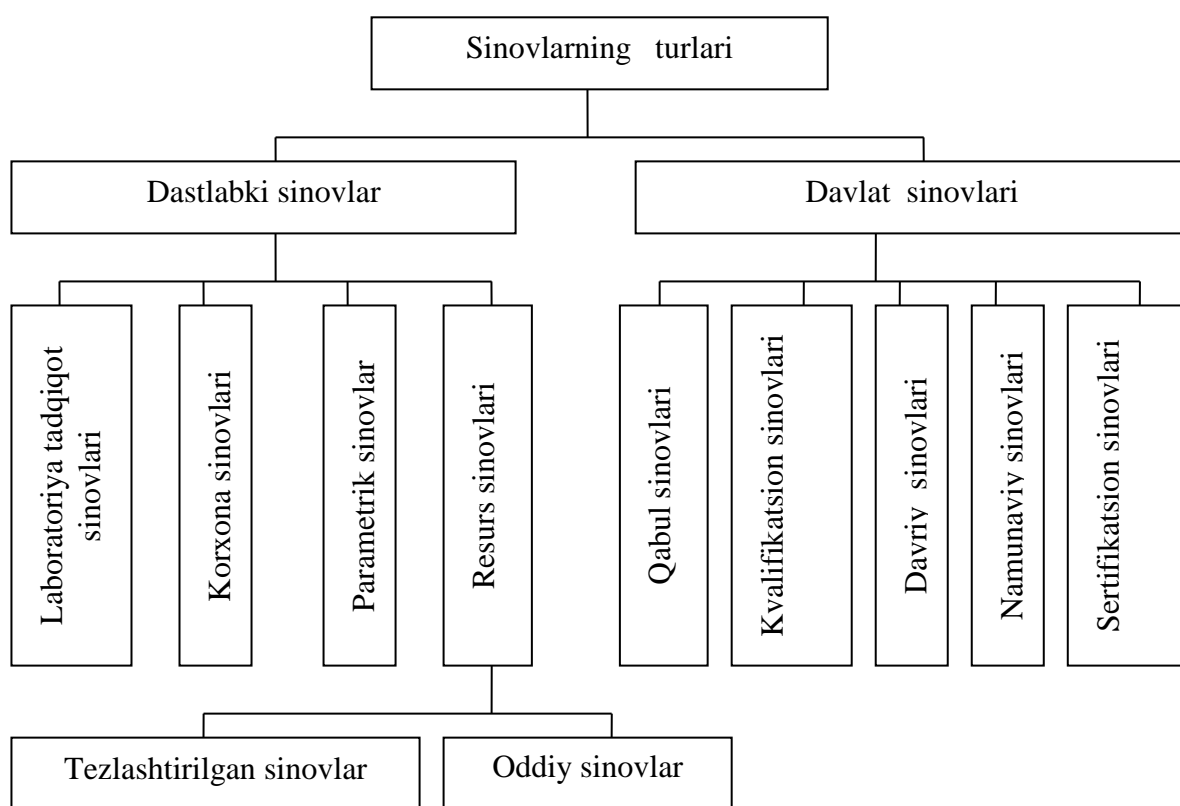 Sinovlarning turlari
Dastlabki sinovlar
Davlat sinovlari
Laboratoriya tadqiqot
sinovlari
Korxona sinovlari
Parametrik sinovlar
Resurs sinovlari
Qabul sinovlari
Kvalifikatsion sinovlari
Davriy sinovlari
Namunaviy sinovlari
Sertifikatsion sinovlari
Tezlashtirilgan sinovlar
Oddiy sinovlar